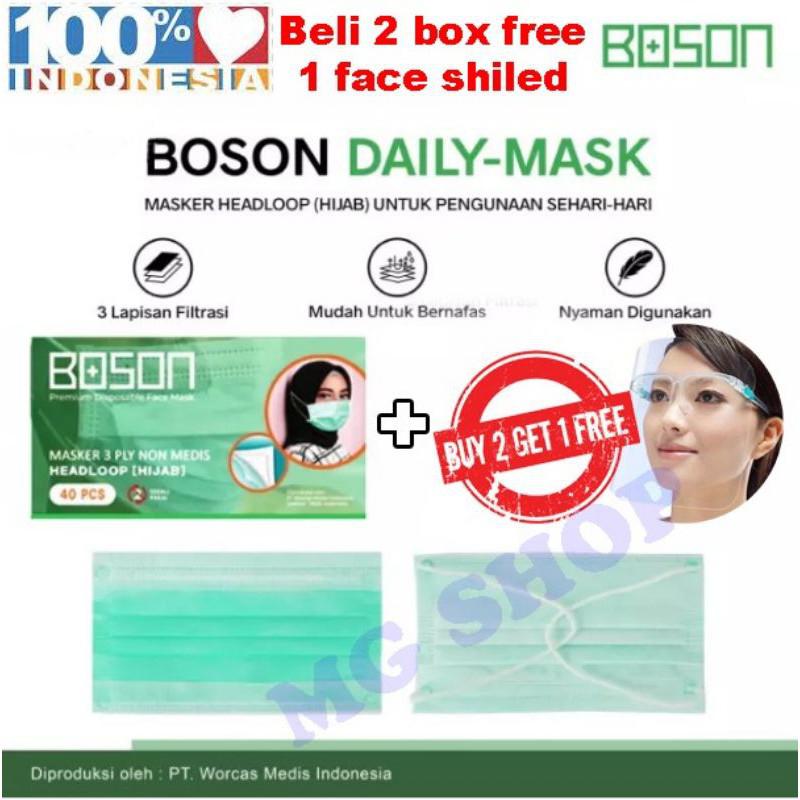 100%
INDONESIA
Beli 2 box free
1 face shiled
BOSON
BOSON DAILY-MASK
MASKER HEADLOOP (HIJAB) UNTUK PENGUNAAN SEHARI-HARI
3 Lapisan Filtrasi
Mudah Untuk Bernafas
Nyaman Digunakan
BOSON
Premium Disposable Face Mask
MASKER 3 PLY NON MEDIS
HEADLOOP [HIJAB]
40 PCS
SEKALI
PAKAI
BUY 2 GET 1 FREE
MG SHOP
Diproduksi oleh : PT. Worcas Medis Indonesia